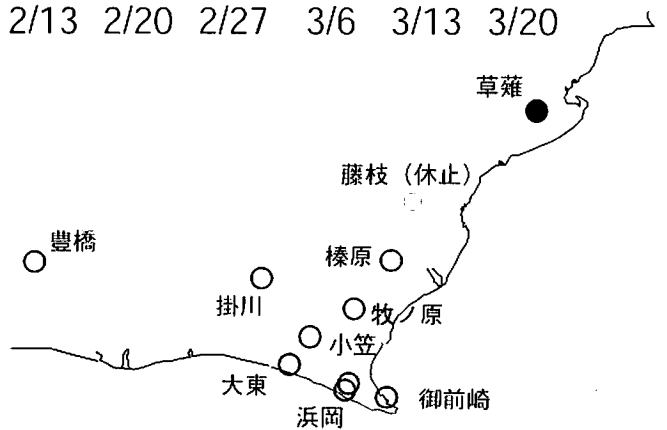 2/13 2/20 2/27 3/6 3/13 3/20
草薙
藤枝（休止）
豊橋
榛原
掛川
牧ノ原
小笠
大東
御前崎
浜岡